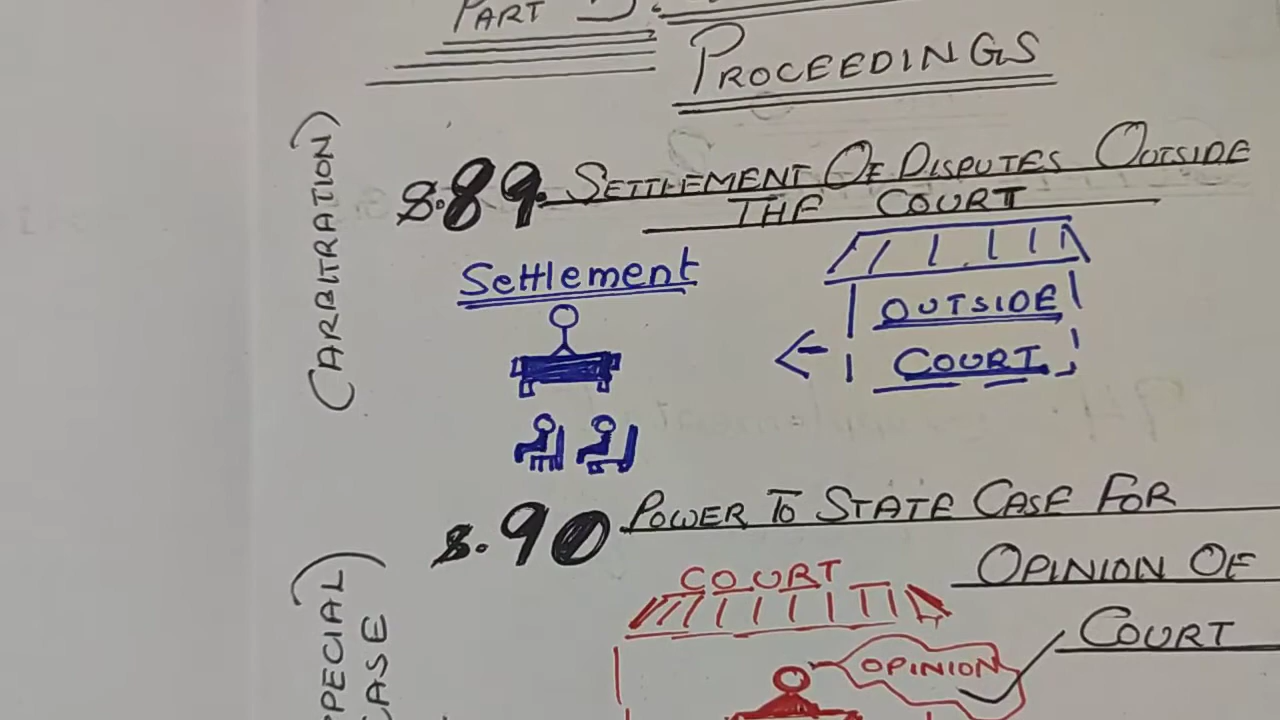 PART 5:
PROCEEDINGS
(ARBITRATION)
S.89. SETTLEMENT OF DISPUTES OUTSIDE
THE COURT
Settlement
OUTSIDE
COURT
S.90 POWER TO STATE CASE FOR
OPINION OF
COURT
COURT
OPINION
SPECIAL
CASE